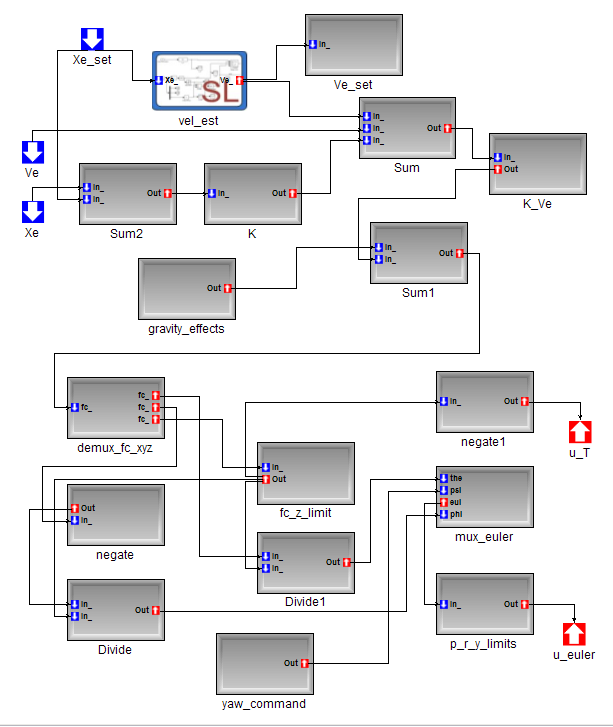 Xe_set
In_
Ve_set
Xe_
Ve_
SL
vel_est
In_
In_
In_
Out
Sum
Ve
In_
Out
K_Ve
In_
In_
Out
Sum2
In_
Out
K
Xe
In_
In_
Out
Sum1
Out
gravity_effects
fc_
fc_
fc_
fc_
demux_fc_xyz
In_
Out
negate1
u_T
In_
Out
fc_z_limit
the
psi
eul
phi
mux_euler
Out
In_
negate
In_
In_
Out
Divide1
In_
In_
Out
Divide
In_
Out
p_r_y_limits
u_euler
Out
yaw_command